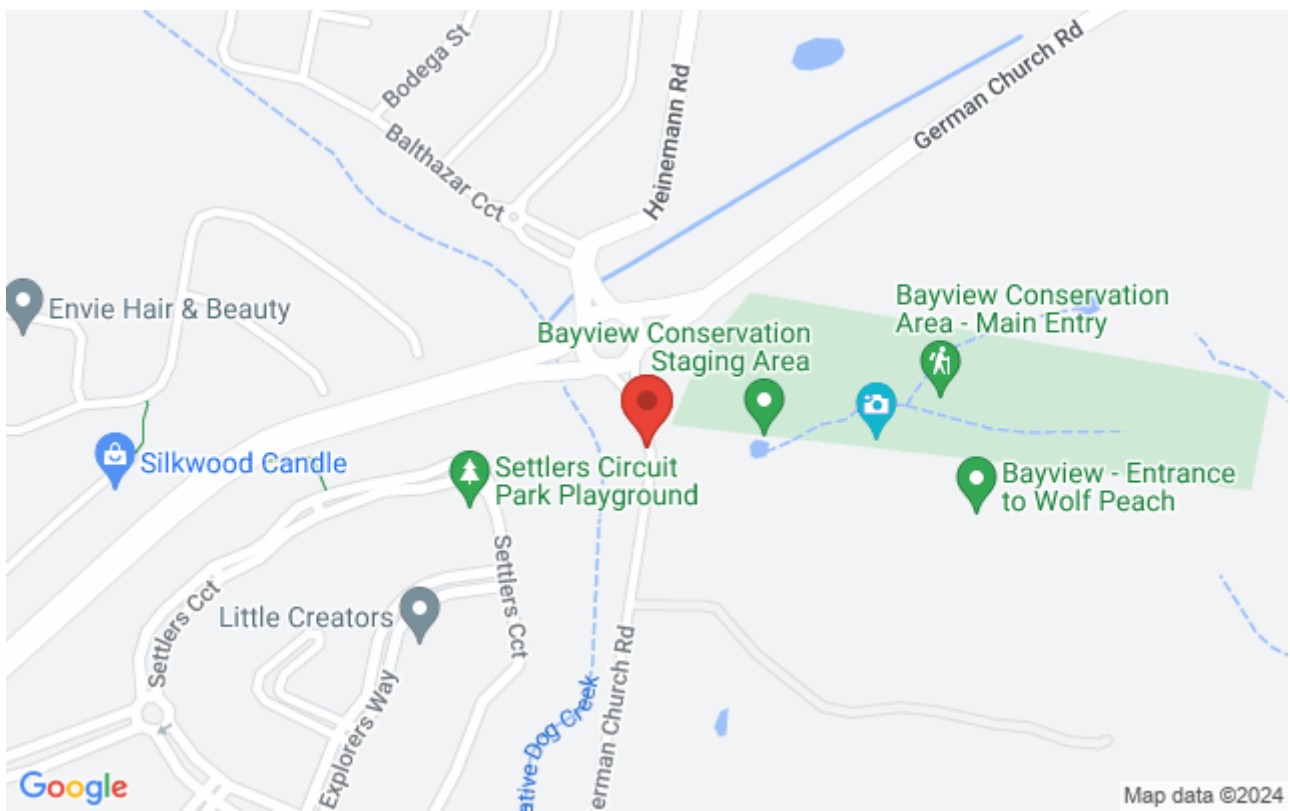 Bodega St
Balthazar Cct
Heinemann Rd
German Church Rd
Envie Hair & Beauty
Bayview Conservation
Staging Area
Bayview Conservation
Area - Main Entry
Silkwood Candle
Settlers Circuit
Park Playground
Bayview - Entrance
to Wolf Peach
Settlers Cct
Settlers Cct
Little Creators
Explorers Way
ative Dog Creek
erman Church Rd
Google
Map data ©2024